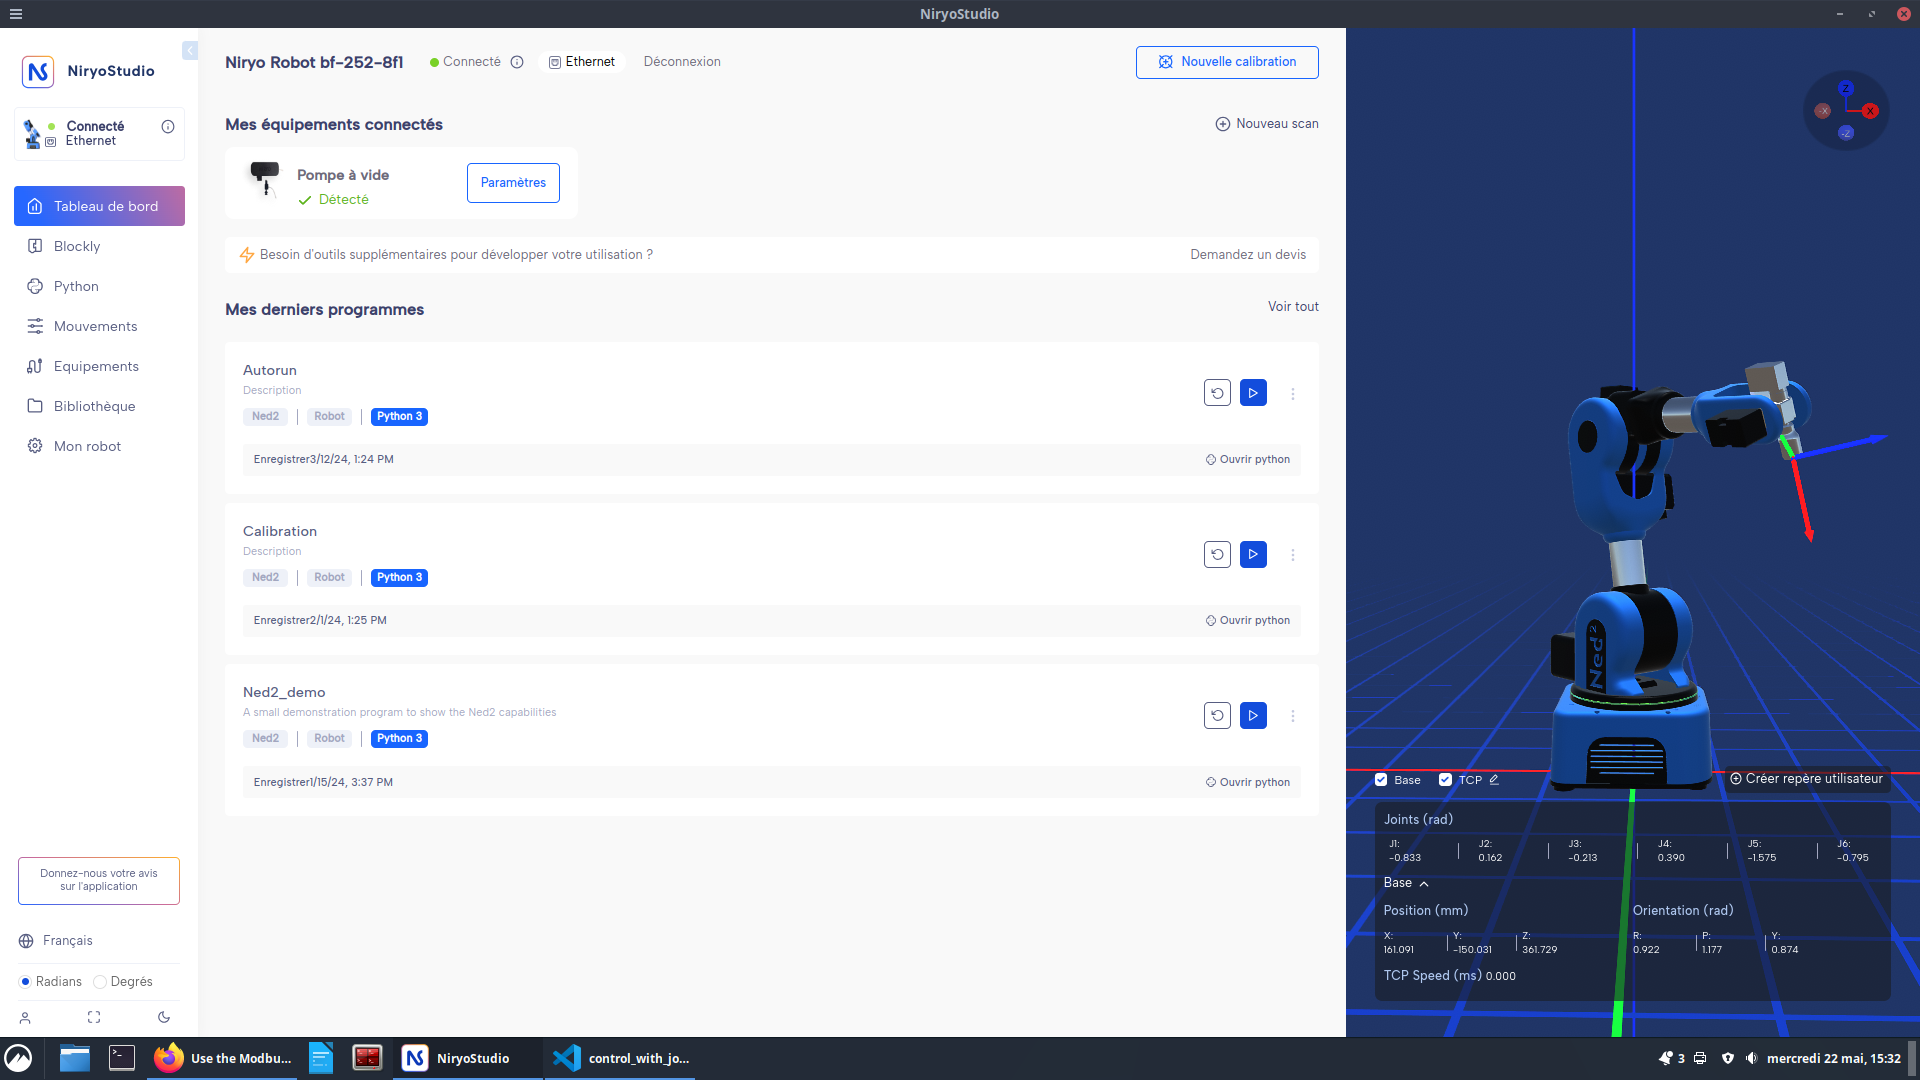 NiryoStudio
NiryoStudio
Connecté
Ethernet
Tableau de bord
Blockly
Python
Mouvements
Equipements
Bibliothèque
Mon robot
Donnez-nous votre avis
sur l'application
Français
Radians Degrés
Niryo Robot bf-252-8f1 Connecté Ethernet Déconnexion Nouvelle calibration
Mes équipements connectés Nouveau scan
Pompe à vide
Détecté
Paramètres
Besoin d'outils supplémentaires pour développer votre utilisation ? Demandez un devis
Mes derniers programmes Voir tout
Autorun
Description
Ned2 Robot Python 3
Enregistrer3/12/24, 1:24 PM Ouvrir python
Calibration
Description
Ned2 Robot Python 3
Enregistrer2/1/24, 1:25 PM Ouvrir python
Ned2_demo
A small demonstration program to show the Ned2 capabilities
Ned2 Robot Python 3
Enregistrer1/15/24, 3:37 PM Ouvrir python
Z
-X X
-Z
Ned2
Base TCP Créer repère utilisateur
Joints (rad)
J1: J2: J3: J4: J5: J6:
-0.833 0.162 -0.213 0.390 -1.575 -0.795
Base
Position (mm) Orientation (rad)
X: Y: Z: R: P: Y:
161.091 -150.031 361.729 0.922 1.177 0.874
TCP Speed (ms) 0.000
Use the Modbu... NiryoStudio control_with_jo... 3 mercredi 22 mai, 15:32